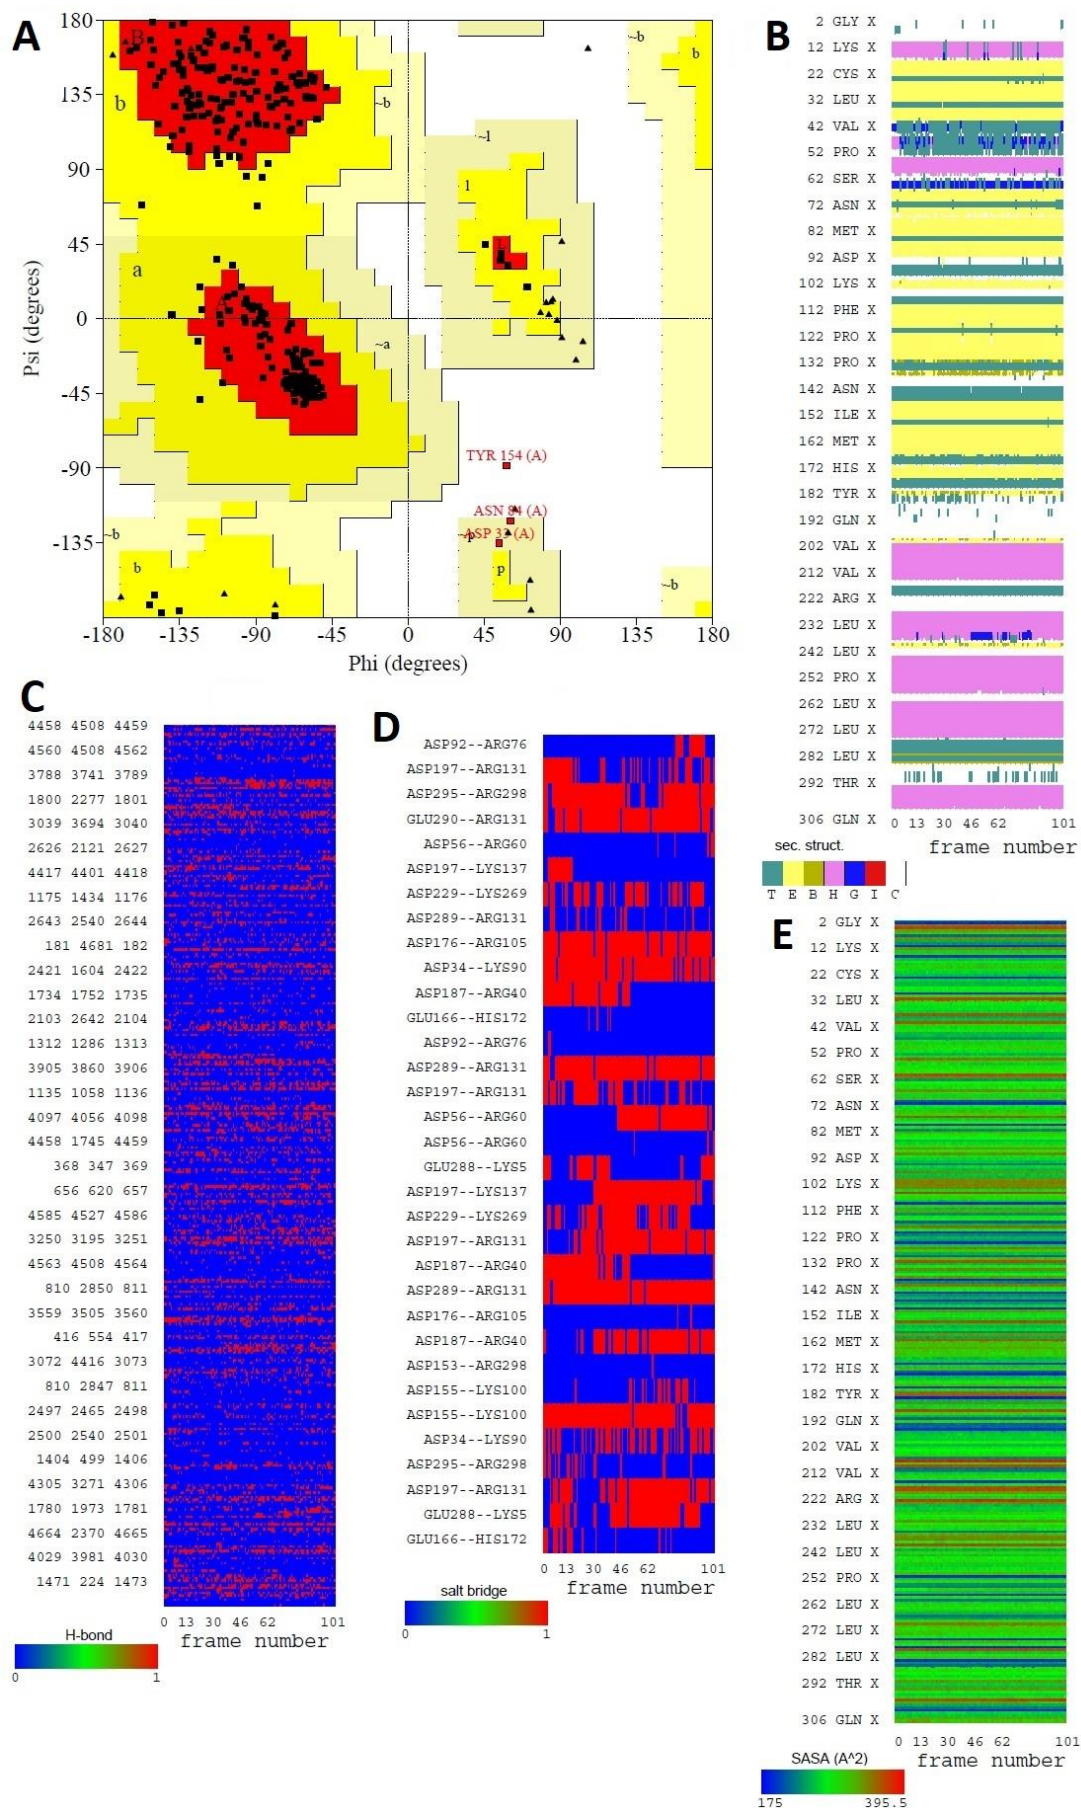 A
180
135
90
45
0
-45
-90
-135
-180
-135
-90
-45
0
45
90
135
180
Psi (degrees)
Phi (degrees)
B
b
~b
~b
b
~l
l
L
a
A
~a
TYR 154 (A)
ASN 84 (A)
~b
b
p
~b
B
2 GLY X
12 LYS X
22 CYS X
32 LEU X
42 VAL X
52 PRO X
62 SER X
72 ASN X
82 MET X
92 ASP X
102 LYS X
112 PHE X
122 PRO X
132 PRO X
142 ASN X
152 ILE X
162 MET X
172 HIS X
182 TYR X
192 GLN X
202 VAL X
212 VAL X
222 ARG X
232 LEU X
242 LEU X
252 PRO X
262 LEU X
272 LEU X
282 LEU X
292 THR X
306 GLN X
0 13 30 46 62 101
frame number
sec. struct.
T E B H G I C
C
4458 4508 4459
4560 4508 4562
3788 3741 3789
1800 2277 1801
3039 3694 3040
2626 2121 2627
4417 4401 4418
1175 1434 1176
2643 2540 2644
181 4681 182
2421 1604 2422
1734 1752 1735
2103 2642 2104
1312 1286 1313
3905 3860 3906
1135 1058 1136
4097 4056 4098
4458 1745 4459
368 347 369
656 620 657
4585 4527 4586
3250 3195 3251
4563 4508 4564
810 2850 811
3559 3505 3560
416 554 417
3072 4416 3073
810 2847 811
2497 2465 2498
2500 2540 2501
1404 499 1406
4305 3271 4306
1780 1973 1781
4664 2370 4665
4029 3981 4030
1471 224 1473
0 13 30 46 62 101
frame number
H-bond
0 1
D
ASP92--ARG76
ASP197--ARG131
ASP295--ARG298
GLU290--ARG131
ASP56--ARG60
ASP197--LYS137
ASP229--LYS269
ASP289--ARG131
ASP176--ARG105
ASP34--LYS90
ASP187--ARG40
GLU166--HIS172
ASP92--ARG76
ASP289--ARG131
ASP197--ARG131
ASP56--ARG60
ASP56--ARG60
GLU288--LYS5
ASP197--LYS137
ASP229--LYS269
ASP197--ARG131
ASP187--ARG40
ASP289--ARG131
ASP176--ARG105
ASP187--ARG40
ASP153--ARG298
ASP155--LYS100
ASP155--LYS100
ASP34--LYS90
ASP295--ARG298
ASP197--ARG131
GLU288--LYS5
GLU166--HIS172
0 13 30 46 62 101
frame number
salt bridge
0 1
E
2 GLY X
12 LYS X
22 CYS X
32 LEU X
42 VAL X
52 PRO X
62 SER X
72 ASN X
82 MET X
92 ASP X
102 LYS X
112 PHE X
122 PRO X
132 PRO X
142 ASN X
152 ILE X
162 MET X
172 HIS X
182 TYR X
192 GLN X
202 VAL X
212 VAL X
222 ARG X
232 LEU X
242 LEU X
252 PRO X
262 LEU X
272 LEU X
282 LEU X
292 THR X
306 GLN X
0 13 30 46 62 101
frame number
SASA (A^2)
175 395.5